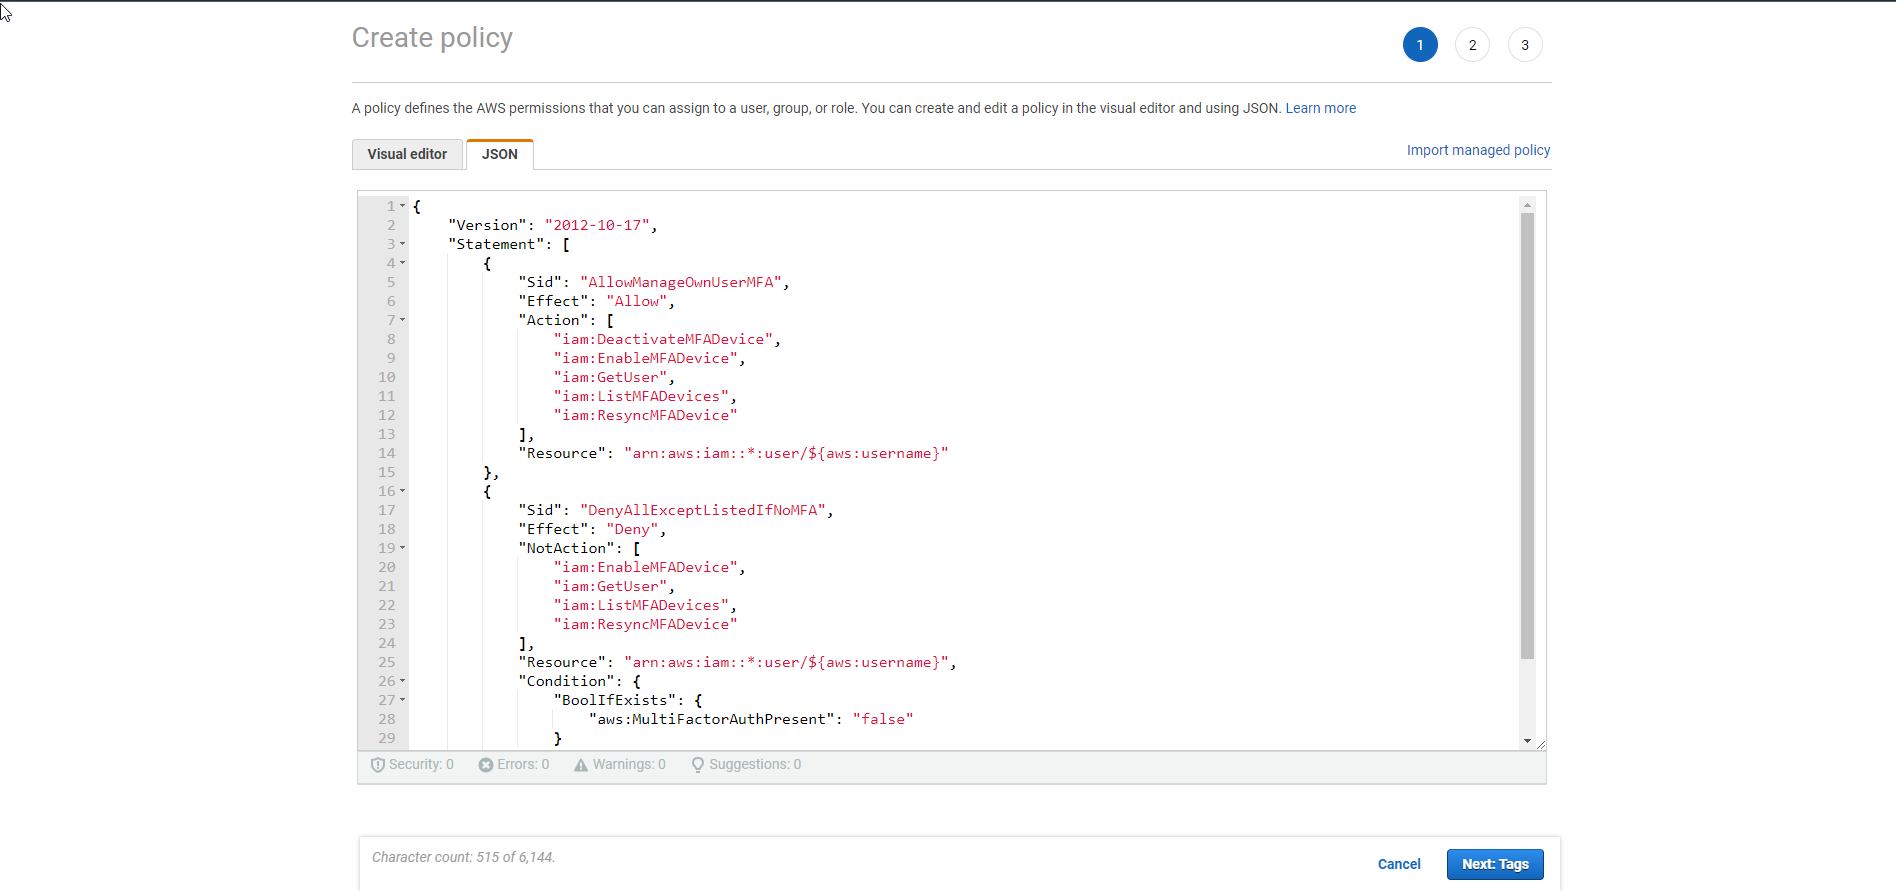 Create policy
1 2 3
A policy defines the AWS permissions that you can assign to a user, group, or role. You can create and edit a policy in the visual editor and using JSON. Learn more
Visual editor JSON Import managed policy
1 {
2 "Version": "2012-10-17",
3 "Statement": [
4 {
5 "Sid": "AllowManageOwnUserMFA",
6 "Effect": "Allow",
7 "Action": [
8 "iam:DeactivateMFADevice",
9 "iam:EnableMFADevice",
10 "iam:GetUser",
11 "iam:ListMFADevices",
12 "iam:ResyncMFADevice"
13 ],
14 "Resource": "arn:aws:iam::*:user/${aws:username}"
15 },
16 {
17 "Sid": "DenyAllExceptListedIfNoMFA",
18 "Effect": "Deny",
19 "NotAction": [
20 "iam:EnableMFADevice",
21 "iam:GetUser",
22 "iam:ListMFADevices",
23 "iam:ResyncMFADevice"
24 ],
25 "Resource": "arn:aws:iam::*:user/${aws:username}",
26 "Condition": {
27 "BoolIfExists": {
28 "aws:MultiFactorAuthPresent": "false"
29 }
Security: 0 Errors: 0 Warnings: 0 Suggestions: 0
Character count: 515 of 6,144.
Cancel Next: Tags